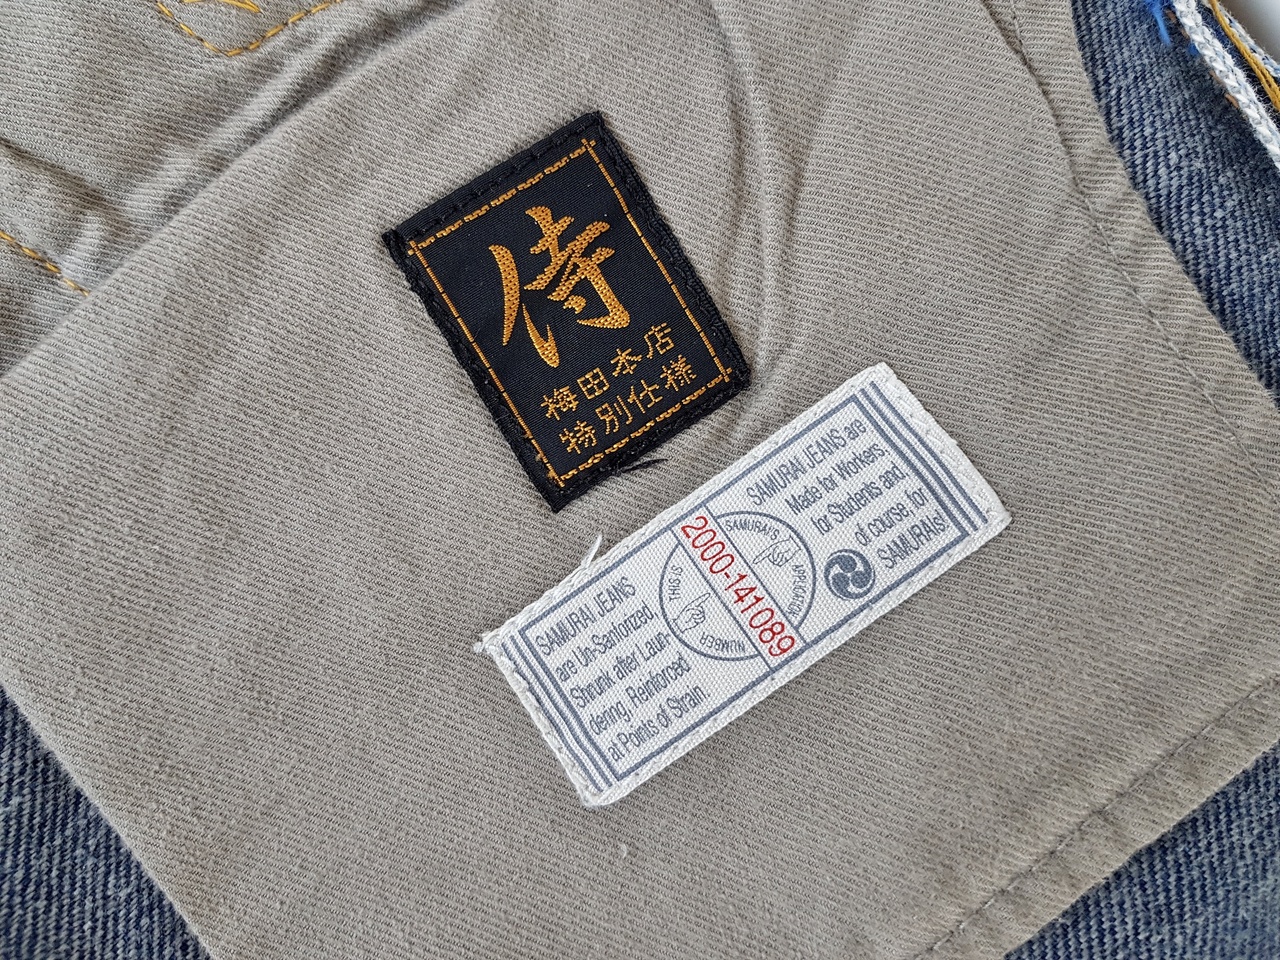 侍
梅田本店
特別仕様
SAMURAI JEANS
are Un-Sanforized
Shrunk after Laun-
dering, Reinforced
at Points of Strain.
THIS IS
NUMBER
2000-141089
SAMURAI'S
APPLICATION
SAMURAI JEANS are
Made for Workers.
for Students and
of course for
SAMURAIs!